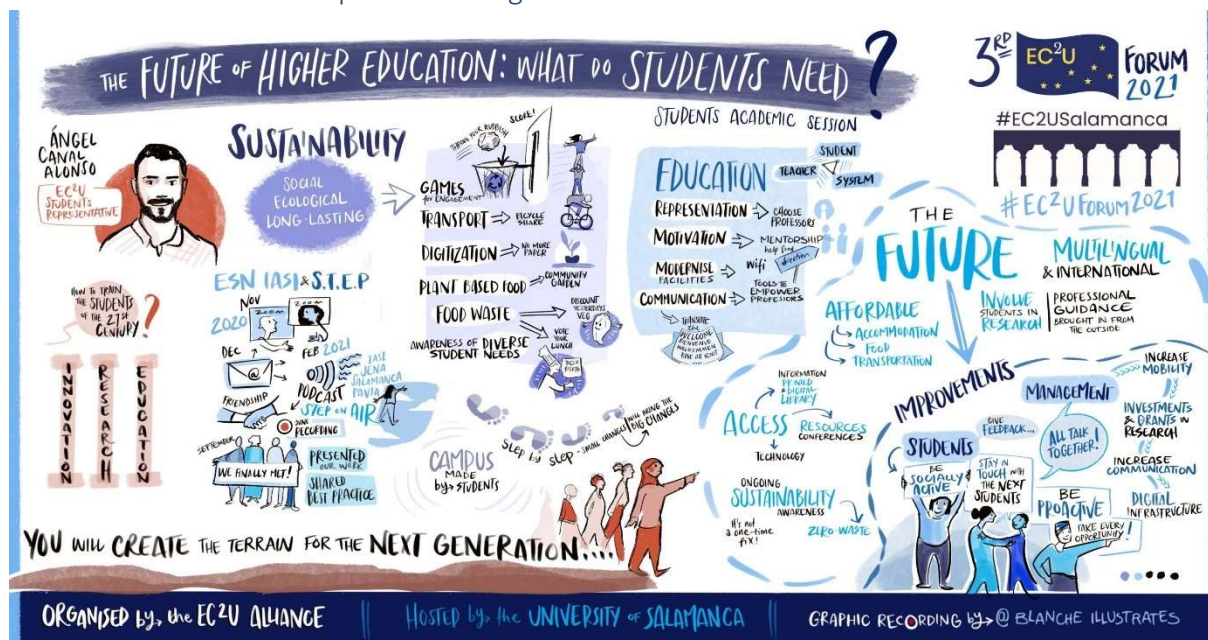 THE FUTURE OF HIGHER EDUCATION: WHAT DO STUDENTS NEED?
3RD EC2U FORUM
2021
#EC2USalamanca
#EC2UFORUM2021
ÁNGEL
CANAL
ALONSO
EC2U
STUDENTS
REPRESENTATIVE
HOW TO TRAIN
THE STUDENTS
OF THE 21ST
CENTURY?
INNOVATION
RESEARCH
EDUCATION
SUSTAINABILITY
SOCIAL
ECOLOGICAL
LONG-LASTING
ESN IASI & S.T.E.P
NOV
2020
ZOOM
ZOOM
DEC
FEB 2021
@
PODCAST
IASI
JENA
SALAMANCA
PAVIA
STEP ON AIR
FRIENDSHIP
JUNE
RECORDING
SEPTEMBER
WE FINALLY MET!
PRESENTED
OUR WORK
SHARED
BEST PRACTICE
THROW YOUR RUBBISH
SCORE!
GAMES
for ENGAGEMENT
TRANSPORT
BICYCLE
SHARE
DIGITIZATION
NO MORE
PAPER
PLANT BASED FOOD
COMMUNITY
GARDEN
FOOD WASTE
DISCOUNT
YESTERDAYS
VEG
AWARENESS OF DIVERSE
STUDENT NEEDS
VOTE
YOUR
LUNCH
STEP by STEP - SMALL CHANGES WILL BRING THE
BIG CHANGES
CAMPUS
MADE
by STUDENTS
STUDENTS ACADEMIC SESSION
EDUCATION
STUDENT
TEACHER
SYSTEM
REPRESENTATION
CHOOSE
PROFESSORS
MOTIVATION
MENTORSHIP
help find
direction
MODERNISE
FACILITIES
Wifi
COMMUNICATION
TOOLS to
EMPOWER
PROFESSORS
TRANSLATE
the
WELCOME
BIENVENUE
WILLKOMMEN
BINE AI VENIT
THE
FUTURE
MULTILINGUAL
& INTERNATIONAL
AFFORDABLE
ACCOMMODATION
FOOD
TRANSPORTATION
INVOLVE
STUDENTS IN
RESEARCH
PROFESSIONAL
GUIDANCE
BROUGHT IN FROM
THE OUTSIDE
INFORMATION
PRINTED
& DIGITAL
LIBRARY
ACCESS
RESOURCES
CONFERENCES
TECHNOLOGY
ONGOING
SUSTAINABILITY
AWARENESS
It's not
a one-time
fix!
ZERO-WASTE
IMPROVEMENTS
MANAGEMENT
GIVE
FEEDBACK...
ALL TALK
TOGETHER!
STUDENTS
BE
SOCIALLY
ACTIVE
STAY IN
TOUCH WITH
THE NEXT
STUDENTS
BE
PROACTIVE
TAKE EVERY
OPPORTUNITY!
INCREASE
MOBILITY
INVESTMENTS
& GRANTS IN
RESEARCH
INCREASE
COMMUNICATION
DIGITAL
INFRASTRUCTURE
YOU WILL CREATE THE TERRAIN FOR THE NEXT GENERATION....
ORGANISED by the EC2U ALLIANCE
HOSTED by the UNIVERSITY of SALAMANCA
GRAPHIC RECORDING by @ BLANCHE ILLUSTRATES